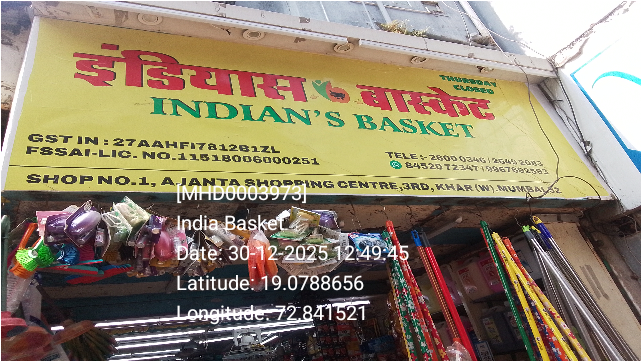 इंडियास बास्केट
THURSDAY
CLOSED
INDIAN'S BASKET
GST IN : 27AAHFI7812B1ZL
FSSAI-LIC. NO.11518006000251
TELE :- 2600 0346 / 2649 2083
84520 72347 / 9967682583
SHOP NO.1, AJANTA SHOPPING CENTRE ,3RD, KHAR (W) MUMBAI-52
[MHD0003973]
India Basket
Date: 30-12-2025 12:49:45
Latitude: 19.0788656
Longitude: 72.841521